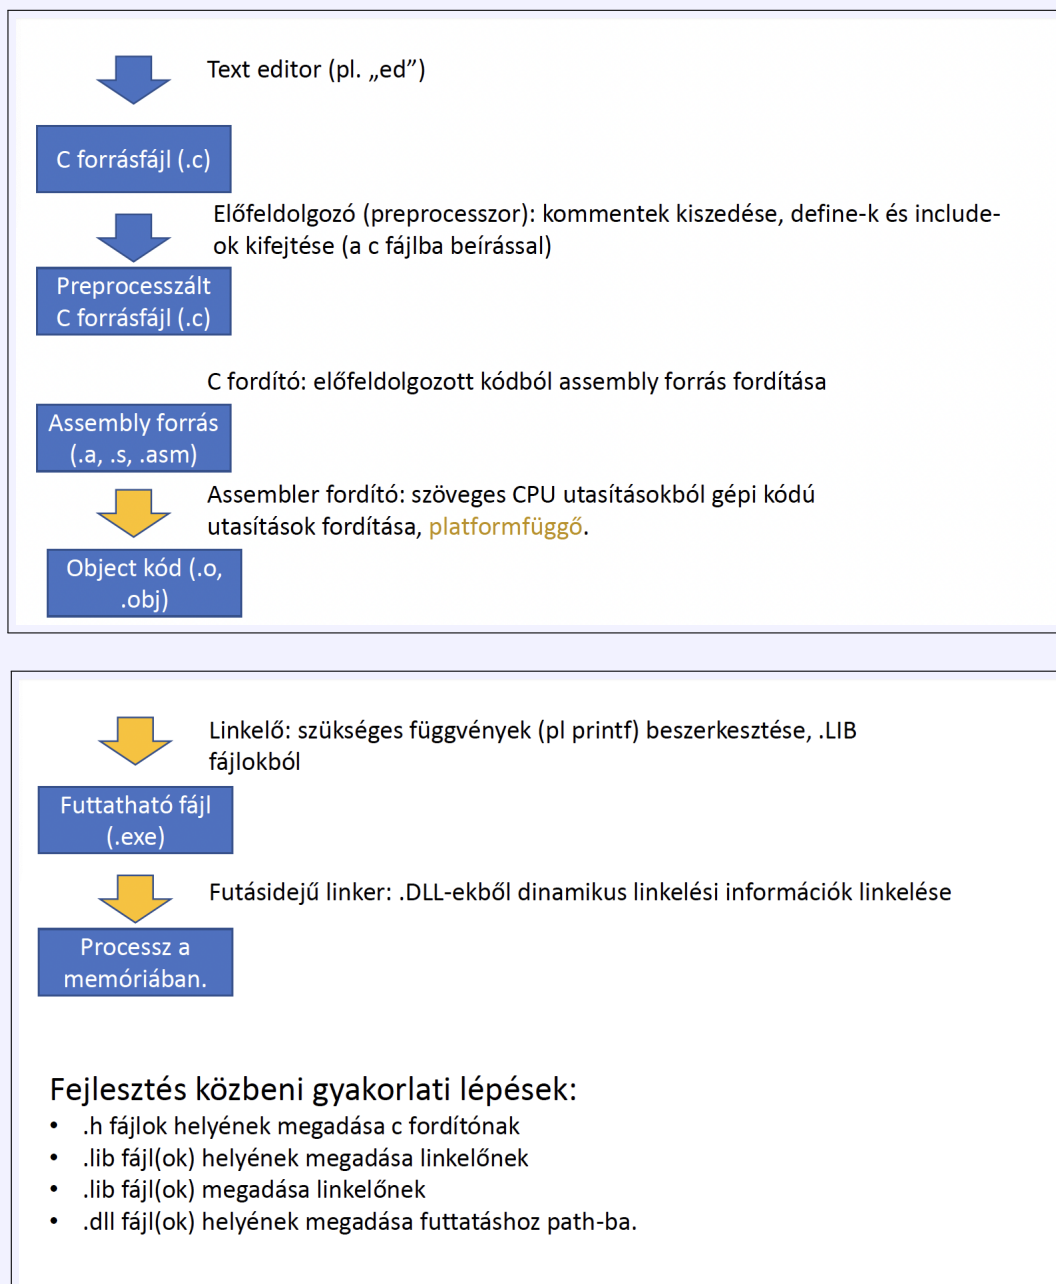 Text editor (pl. „ed”)
C forrásfájl (.c)
Előfeldolgozó (preprocesszor): kommentek kiszedése, define-k és include-
ok kifejtése (a c fájlba beírással)
Preprocesszált
C forrásfájl (.c)
C fordító: előfeldolgozott kódból assembly forrás fordítása
Assembly forrás
(.a, .s, .asm)
Assembler fordító: szöveges CPU utasításokból gépi kódú
utasítások fordítása, platformfüggő.
Object kód (.o,
.obj)
Linkelő: szükséges függvények (pl printf) beszerkesztése, .LIB
fájlokból
Futtatható fájl
(.exe)
Futásidejű linker: .DLL-ekből dinamikus linkelési információk linkelése
Processz a
memóriában.
Fejlesztés közbeni gyakorlati lépések:
• .h fájlok helyének megadása c fordítónak
• .lib fájl(ok) helyének megadása linkelőnek
• .lib fájl(ok) megadása linkelőnek
• .dll fájl(ok) helyének megadása futtatáshoz path-ba.